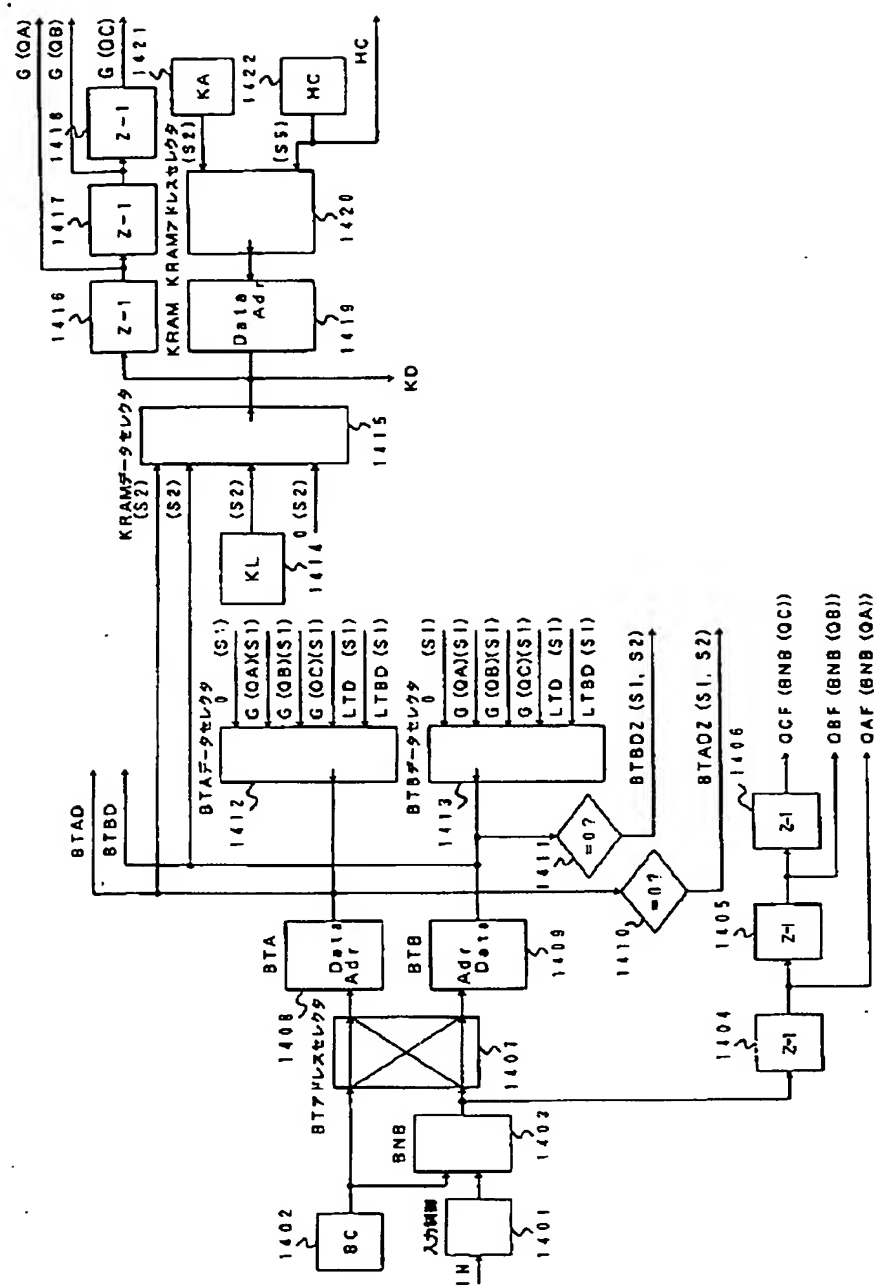 IN
入力制御
1401
1402
BC
BNB
1403
BTアドレスセレクタ
1407
1408
BTA
Data
Adr
BTB
Adr
Data
1409
1404
Z-1
1405
Z-1
1406
Z-1
QCF (BNB (QC))
QBF (BNB (QB))
QAF (BNB (QA))
1410
=0?
1411
=0?
BTBDZ (S1, S2)
BTADZ (S1, S2)
BTAD
BTBD
BTAデータセレクタ
1412
0 (S1)
G (QA)(S1)
G (QB)(S1)
G (QC)(S1)
LTD (S1)
LTBD (S1)
BTBデータセレクタ
1413
0 (S1)
G (QA)(S1)
G (QB)(S1)
G (QC)(S1)
LTD (S1)
LTBD (S1)
KRAMデータセレクタ
(S2)
(S2)
(S2)
0 (S2)
KL
1414
1415
KD
1416
Z-1
1417
Z-1
1418
Z-1
G (QA)
G (QB)
G (QC)
KRAM
Data
Adr
1419
KRAMアドレスセレクタ
1420
(S2)
(S5)
1421
KA
1422
HC
HC